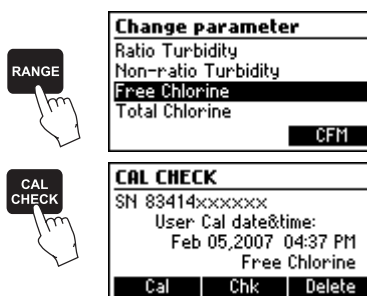 RANGE
Change parameter
Ratio Turbidity
Non-ratio Turbidity
Free Chlorine
Total Chlorine
CFM
CAL
CHECK
CAL CHECK
SN 83414xxxxxx
User Cal date&time:
Feb 05,2007 04:37 PM
Free Chlorine
Cal Chk Delete